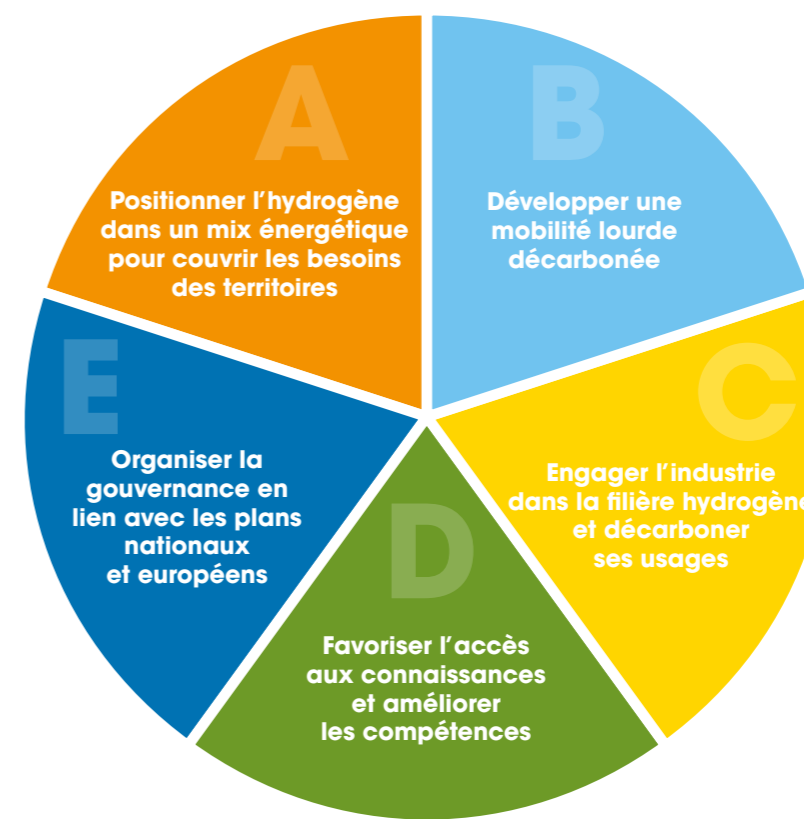 A
Positionner l’hydrogène
dans un mix énergétique
pour couvrir les besoins
des territoires
B
Développer une
mobilité lourde
décarbonée
C
Engager l’industrie
dans la filière hydrogène
et décarboner
ses usages
D
Favoriser l’accès
aux connaissances
et améliorer
les compétences
E
Organiser la
gouvernance en
lien avec les plans
nationaux
et européens